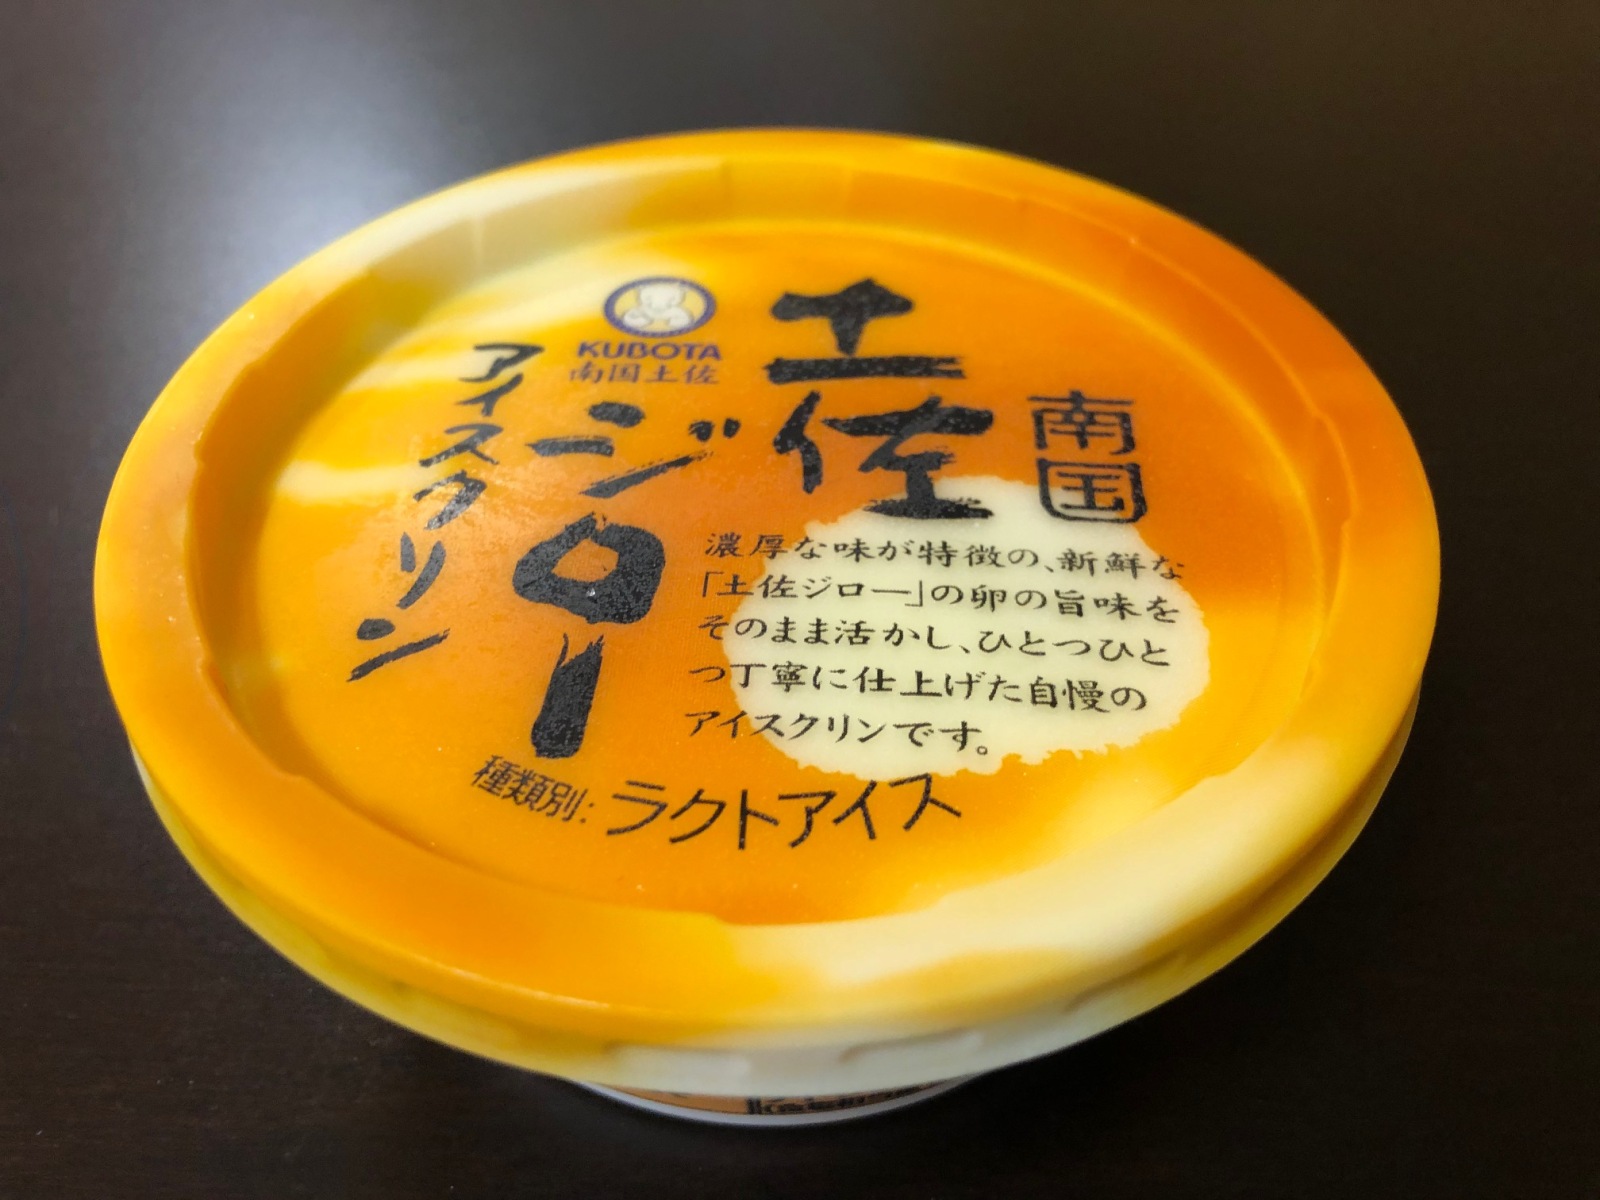 南国
土佐
ジロー
アイスクリン
KUBOTA
南国土佐
濃厚な味が特徴の、新鮮な
「土佐ジロー」の卵の旨味を
そのまま活かし、ひとつひと
つ丁寧に仕上げた自慢の
アイスクリンです。
種類別:ラクトアイス